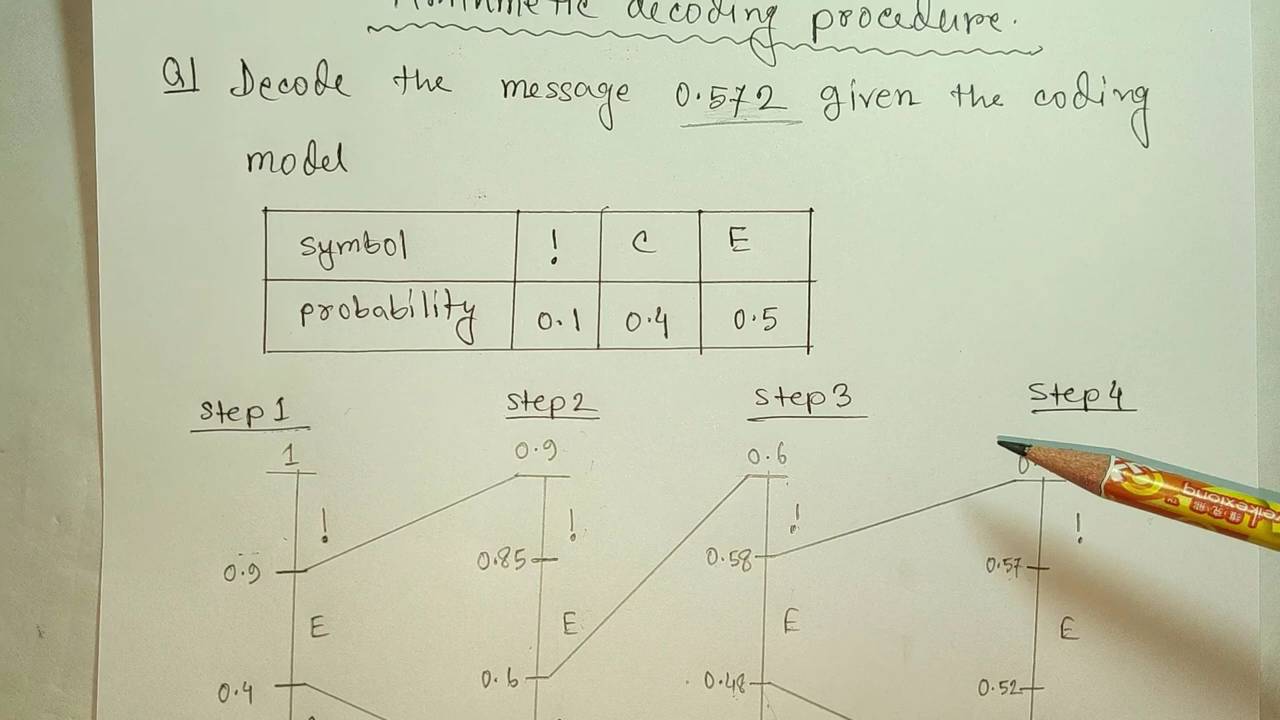 decoding procedure.
Q1 Decode the message 0.572 given the coding
model
symbol ! C E
probability 0.1 0.4 0.5
Step 1 Step 2 Step 3 Step 4
1 0.9 0.6
! ! ! !
0.9 0.85 0.58 0.57
E E E E
0.4 0.6 0.48 0.52